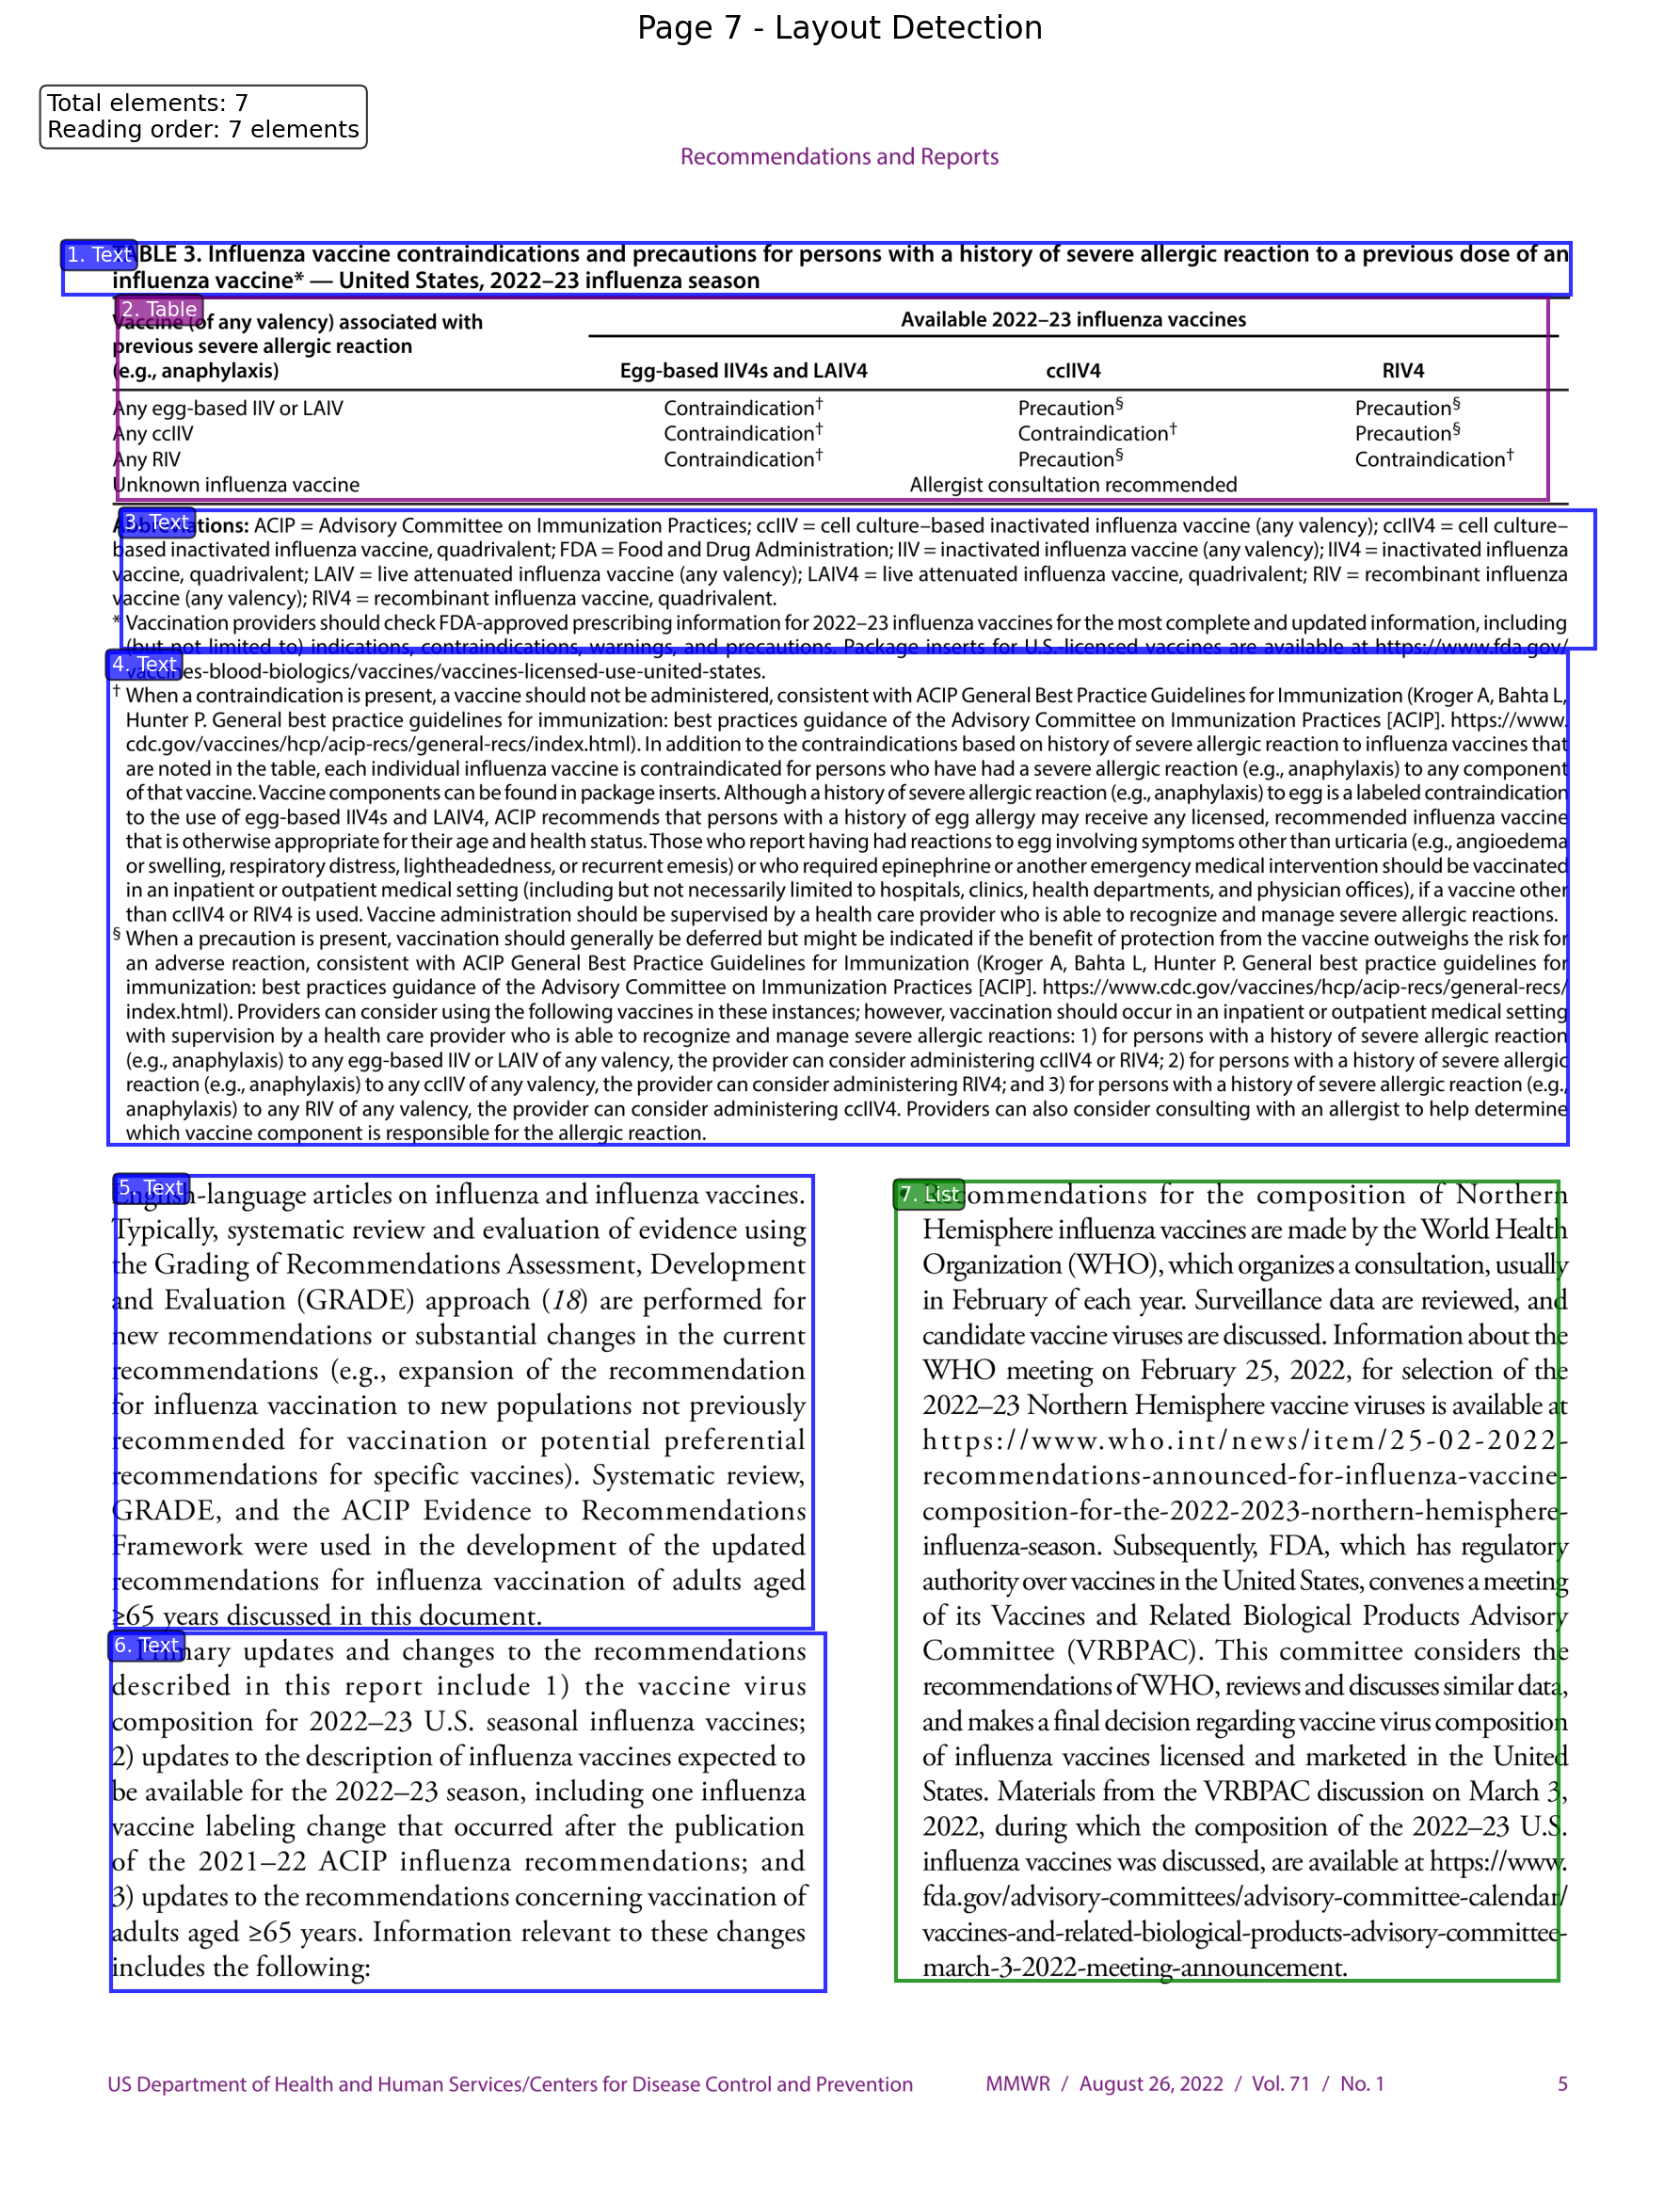 Page 7 - Layout Detection
Total elements: 7
Reading order: 7 elements
Recommendations and Reports
1. Text
TABLE 3. Influenza vaccine contraindications and precautions for persons with a history of severe allergic reaction to a previous dose of an
influenza vaccine* — United States, 2022–23 influenza season
2. Table
Vaccine (of any valency) associated with
previous severe allergic reaction
(e.g., anaphylaxis)
Available 2022–23 influenza vaccines
Egg-based IIV4s and LAIV4 ccIIV4 RIV4
Any egg-based IIV or LAIV Contraindication† Precaution§ Precaution§
Any ccIIV Contraindication† Contraindication† Precaution§
Any RIV Contraindication† Precaution§ Contraindication†
Unknown influenza vaccine Allergist consultation recommended
3. Text
Abbreviations: ACIP = Advisory Committee on Immunization Practices; ccIIV = cell culture–based inactivated influenza vaccine (any valency); ccIIV4 = cell culture–
based inactivated influenza vaccine, quadrivalent; FDA = Food and Drug Administration; IIV = inactivated influenza vaccine (any valency); IIV4 = inactivated influenza
vaccine, quadrivalent; LAIV = live attenuated influenza vaccine (any valency); LAIV4 = live attenuated influenza vaccine, quadrivalent; RIV = recombinant influenza
vaccine (any valency); RIV4 = recombinant influenza vaccine, quadrivalent.
* Vaccination providers should check FDA-approved prescribing information for 2022–23 influenza vaccines for the most complete and updated information, including
(but not limited to) indications, contraindications, warnings, and precautions. Package inserts for U.S.-licensed vaccines are available at https://www.fda.gov/
4. Text
vaccines-blood-biologics/vaccines/vaccines-licensed-use-united-states.
† When a contraindication is present, a vaccine should not be administered, consistent with ACIP General Best Practice Guidelines for Immunization (Kroger A, Bahta L,
Hunter P. General best practice guidelines for immunization: best practices guidance of the Advisory Committee on Immunization Practices [ACIP]. https://www.
cdc.gov/vaccines/hcp/acip-recs/general-recs/index.html). In addition to the contraindications based on history of severe allergic reaction to influenza vaccines that
are noted in the table, each individual influenza vaccine is contraindicated for persons who have had a severe allergic reaction (e.g., anaphylaxis) to any component
of that vaccine. Vaccine components can be found in package inserts. Although a history of severe allergic reaction (e.g., anaphylaxis) to egg is a labeled contraindication
to the use of egg-based IIV4s and LAIV4, ACIP recommends that persons with a history of egg allergy may receive any licensed, recommended influenza vaccine
that is otherwise appropriate for their age and health status. Those who report having had reactions to egg involving symptoms other than urticaria (e.g., angioedema
or swelling, respiratory distress, lightheadedness, or recurrent emesis) or who required epinephrine or another emergency medical intervention should be vaccinated
in an inpatient or outpatient medical setting (including but not necessarily limited to hospitals, clinics, health departments, and physician offices), if a vaccine other
than ccIIV4 or RIV4 is used. Vaccine administration should be supervised by a health care provider who is able to recognize and manage severe allergic reactions.
§ When a precaution is present, vaccination should generally be deferred but might be indicated if the benefit of protection from the vaccine outweighs the risk for
an adverse reaction, consistent with ACIP General Best Practice Guidelines for Immunization (Kroger A, Bahta L, Hunter P. General best practice guidelines for
immunization: best practices guidance of the Advisory Committee on Immunization Practices [ACIP]. https://www.cdc.gov/vaccines/hcp/acip-recs/general-recs/
index.html). Providers can consider using the following vaccines in these instances; however, vaccination should occur in an inpatient or outpatient medical setting
with supervision by a health care provider who is able to recognize and manage severe allergic reactions: 1) for persons with a history of severe allergic reaction
(e.g., anaphylaxis) to any egg-based IIV or LAIV of any valency, the provider can consider administering ccIIV4 or RIV4; 2) for persons with a history of severe allergic
reaction (e.g., anaphylaxis) to any ccIIV of any valency, the provider can consider administering RIV4; and 3) for persons with a history of severe allergic reaction (e.g.,
anaphylaxis) to any RIV of any valency, the provider can consider administering ccIIV4. Providers can also consider consulting with an allergist to help determine
which vaccine component is responsible for the allergic reaction.
5. Text
English-language articles on influenza and influenza vaccines.
Typically, systematic review and evaluation of evidence using
the Grading of Recommendations Assessment, Development
and Evaluation (GRADE) approach (18) are performed for
new recommendations or substantial changes in the current
recommendations (e.g., expansion of the recommendation
for influenza vaccination to new populations not previously
recommended for vaccination or potential preferential
recommendations for specific vaccines). Systematic review,
GRADE, and the ACIP Evidence to Recommendations
Framework were used in the development of the updated
recommendations for influenza vaccination of adults aged
≥65 years discussed in this document.
6. Text
Primary updates and changes to the recommendations
described in this report include 1) the vaccine virus
composition for 2022–23 U.S. seasonal influenza vaccines;
2) updates to the description of influenza vaccines expected to
be available for the 2022–23 season, including one influenza
vaccine labeling change that occurred after the publication
of the 2021–22 ACIP influenza recommendations; and
3) updates to the recommendations concerning vaccination of
adults aged ≥65 years. Information relevant to these changes
includes the following:
7. List
Recommendations for the composition of Northern
Hemisphere influenza vaccines are made by the World Health
Organization (WHO), which organizes a consultation, usually
in February of each year. Surveillance data are reviewed, and
candidate vaccine viruses are discussed. Information about the
WHO meeting on February 25, 2022, for selection of the
2022–23 Northern Hemisphere vaccine viruses is available at
https://www.who.int/news/item/25-02-2022-
recommendations-announced-for-influenza-vaccine-
composition-for-the-2022-2023-northern-hemisphere-
influenza-season. Subsequently, FDA, which has regulatory
authority over vaccines in the United States, convenes a meeting
of its Vaccines and Related Biological Products Advisory
Committee (VRBPAC). This committee considers the
recommendations of WHO, reviews and discusses similar data,
and makes a final decision regarding vaccine virus composition
of influenza vaccines licensed and marketed in the United
States. Materials from the VRBPAC discussion on March 3,
2022, during which the composition of the 2022–23 U.S.
influenza vaccines was discussed, are available at https://www.
fda.gov/advisory-committees/advisory-committee-calendar/
vaccines-and-related-biological-products-advisory-committee-
march-3-2022-meeting-announcement.
US Department of Health and Human Services/Centers for Disease Control and Prevention MMWR / August 26, 2022 / Vol. 71 / No. 1 5